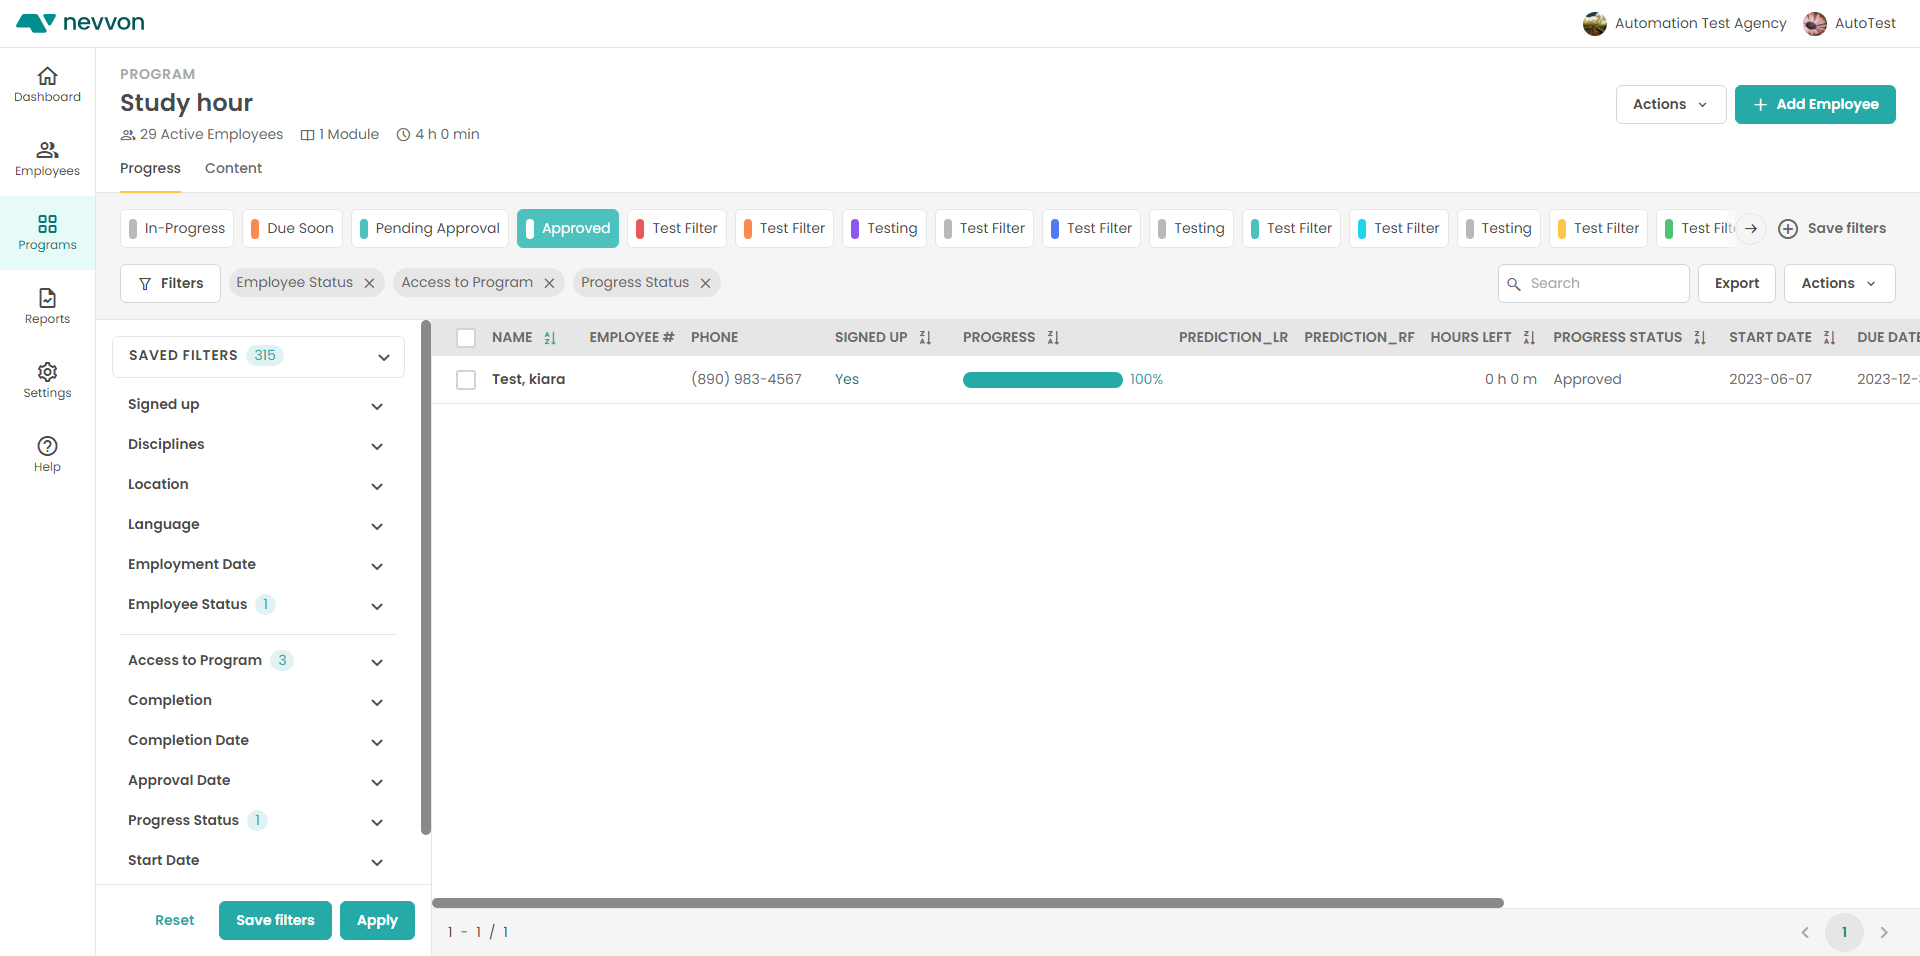 nevvon
Automation Test Agency
AutoTest
Dashboard
Employees
Programs
Reports
Settings
Help
PROGRAM
Study hour
29 Active Employees 1 Module 4 h 0 min
Actions
Add Employee
Progress Content
In-Progress Due Soon Pending Approval Approved Test Filter Test Filter Testing Test Filter Test Filter Testing Test Filter Test Filter Testing Test Filter Test Filt Save filters
Filters Employee Status Access to Program Progress Status Search Export Actions
SAVED FILTERS 315
Signed up
Disciplines
Location
Language
Employment Date
Employee Status 1
Access to Program 3
Completion
Completion Date
Approval Date
Progress Status 1
Start Date
Reset Save filters Apply
NAME EMPLOYEE # PHONE SIGNED UP PROGRESS PREDICTION_LR PREDICTION_RF HOURS LEFT PROGRESS STATUS START DATE DUE DATE
Test, kiara (890) 983-4567 Yes 100% 0 h 0 m Approved 2023-06-07 2023-12-
1 - 1 / 1
1